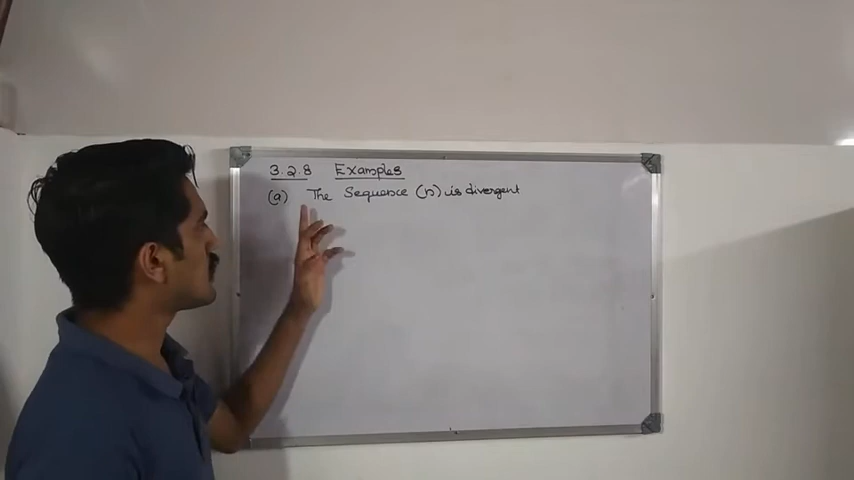 3.2.8 Examples
(a) The Sequence (n) is divergent